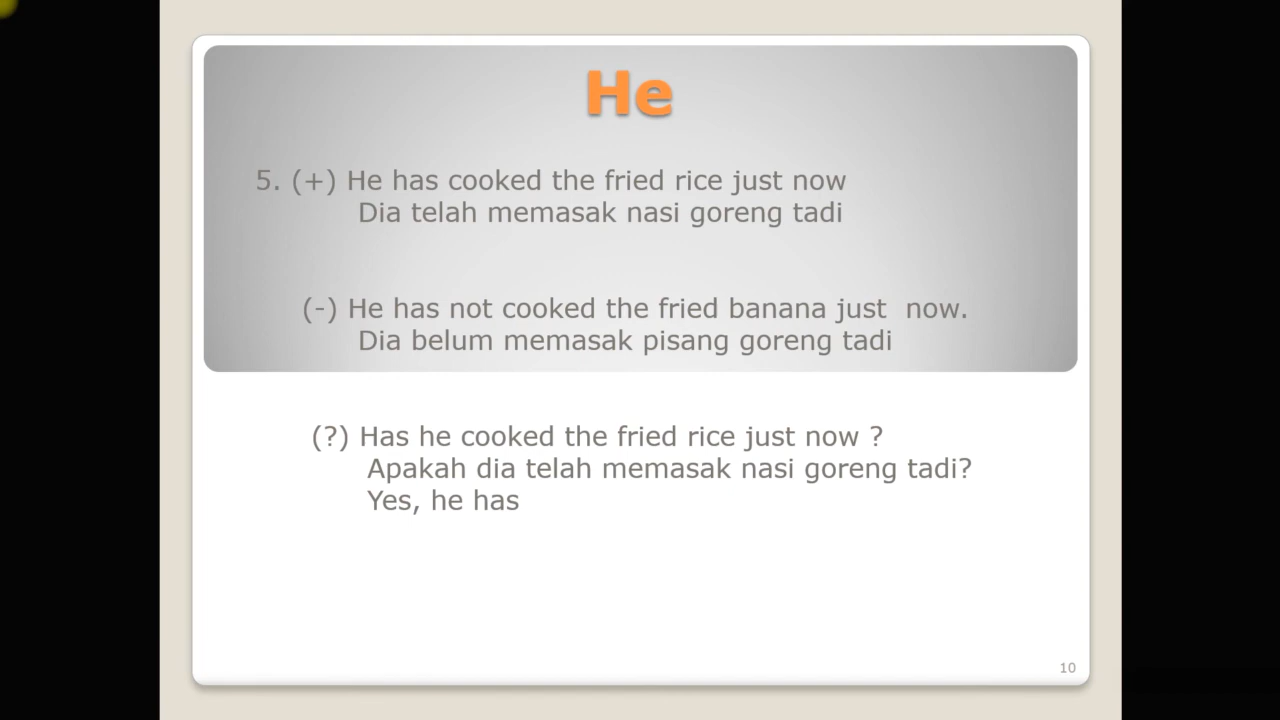 He
5. (+) He has cooked the fried rice just now
Dia telah memasak nasi goreng tadi
(-) He has not cooked the fried banana just  now.
Dia belum memasak pisang goreng tadi
(?) Has he cooked the fried rice just now ?
Apakah dia telah memasak nasi goreng tadi?
Yes, he has
10